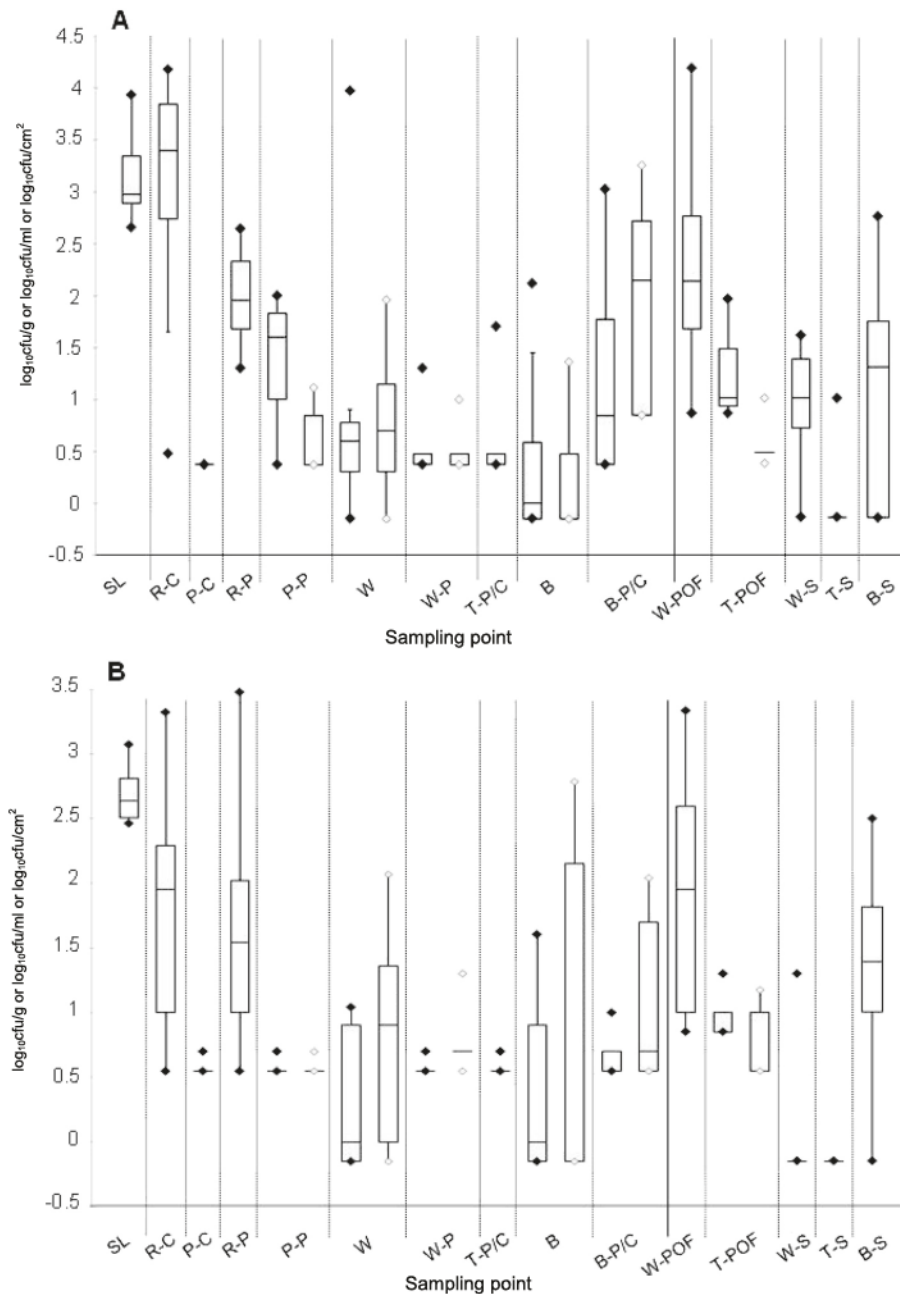 A
4.5
4
3.5
3
2.5
2
1.5
1
0.5
0
-0.5
log₁₀cfu/g or log₁₀cfu/ml or log₁₀cfu/cm²
SL R-C P-C R-P P-P W W-P T-P/C B B-P/C W-POF T-POF W-S T-S B-S
Sampling point
B
3.5
3
2.5
2
1.5
1
0.5
0
-0.5
log₁₀cfu/g or log₁₀cfu/ml or log₁₀cfu/cm²
SL R-C P-C R-P P-P W W-P T-P/C B B-P/C W-POF T-POF W-S T-S B-S
Sampling point